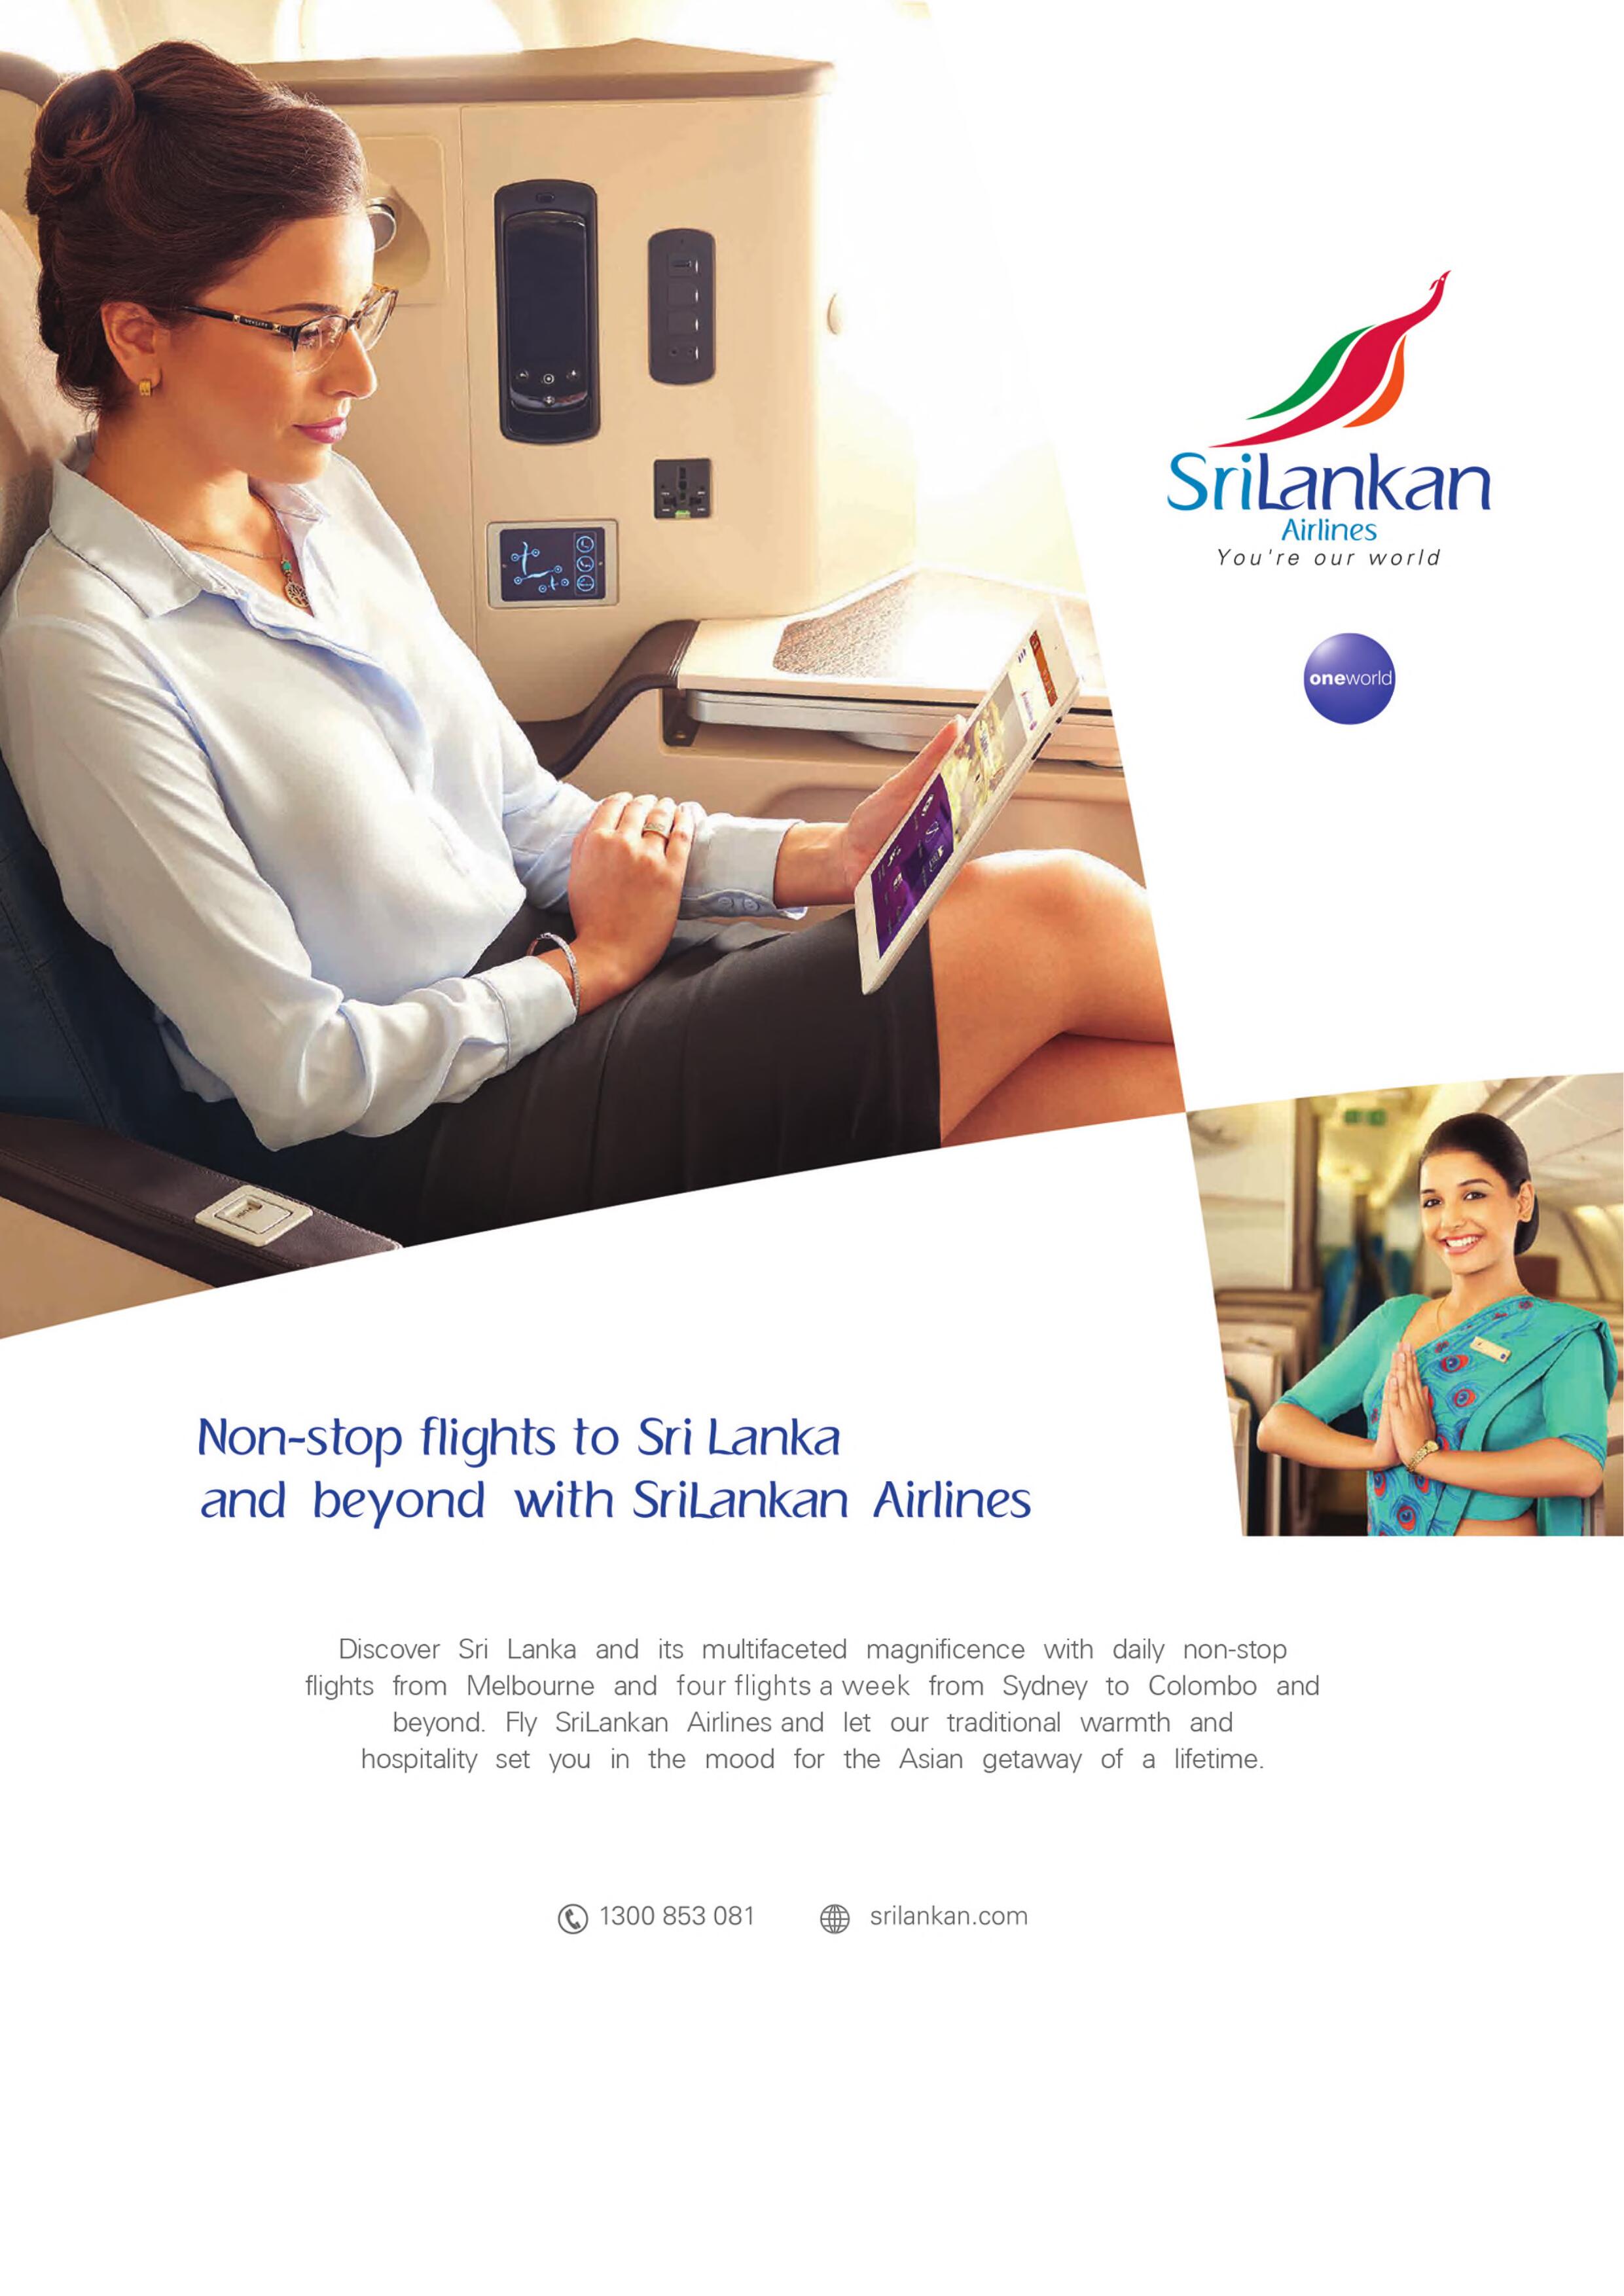 SriLankan
Airlines
You're our world
oneworld
Non-stop flights to Sri Lanka
and beyond with SriLankan Airlines
Discover Sri Lanka and its multifaceted magnificence with daily non-stop
flights from Melbourne and four flights a week from Sydney to Colombo and
beyond. Fly SriLankan Airlines and let our traditional warmth and
hospitality set you in the mood for the Asian getaway of a lifetime.
1300 853 081
srilankan.com